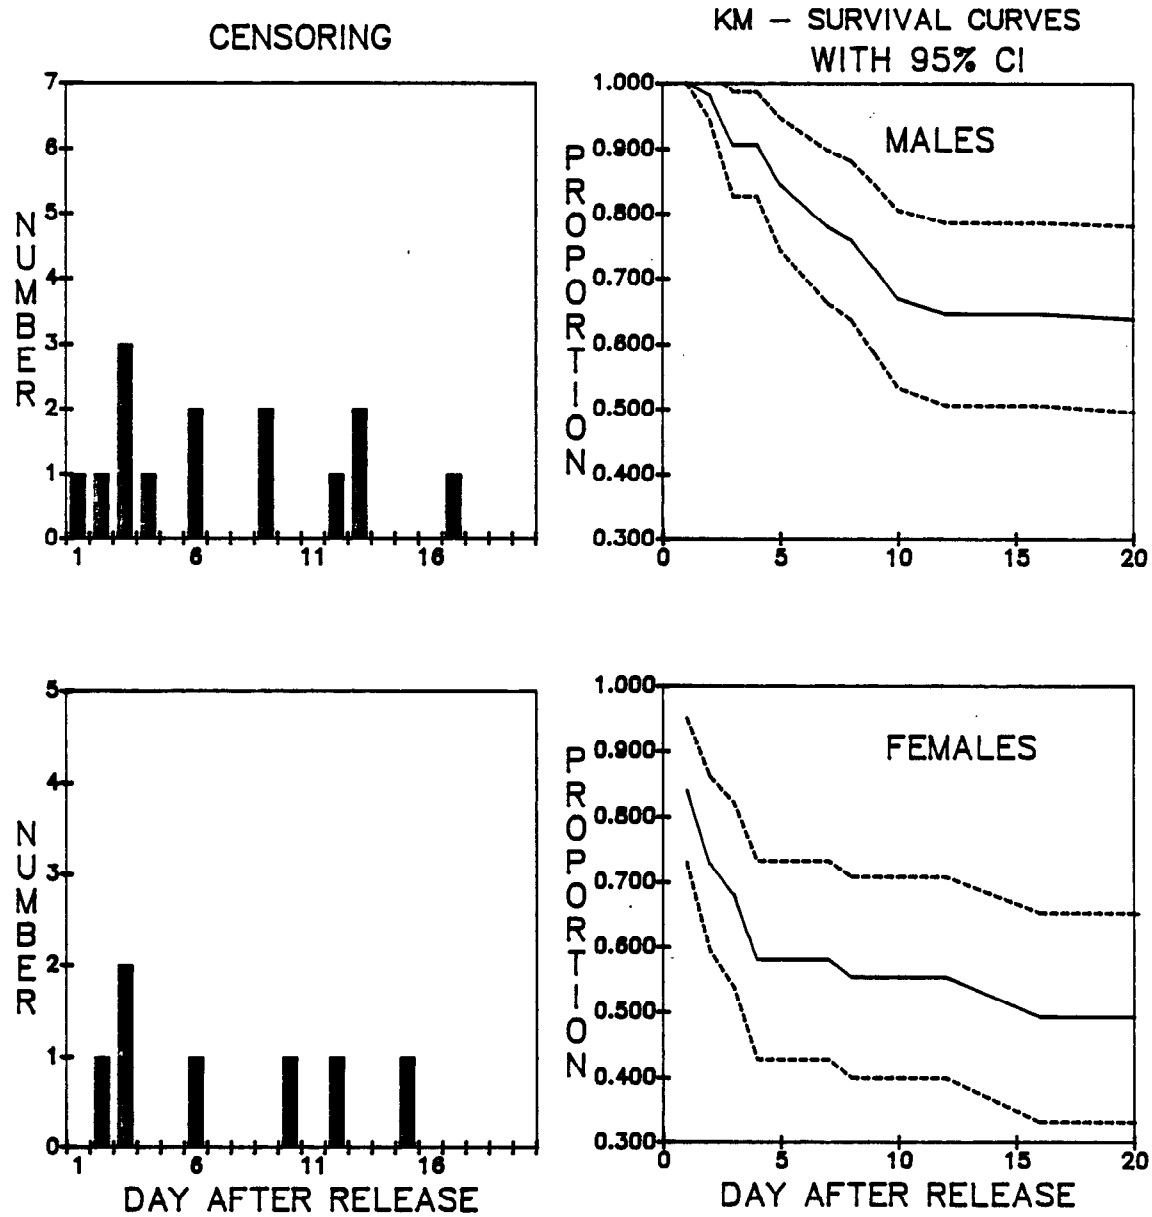 CENSORING
KM – SURVIVAL CURVES
WITH 95% CI
NUMBER
7
6
5
4
3
2
1
0
1 6 11 16
PROPORTION
1.000
0.900
0.800
0.700
0.600
0.500
0.400
0.300
0 5 10 15 20
MALES
NUMBER
5
4
3
2
1
0
1 6 11 16
DAY AFTER RELEASE
PROPORTION
1.000
0.900
0.800
0.700
0.600
0.500
0.400
0.300
0 5 10 15 20
FEMALES
DAY AFTER RELEASE